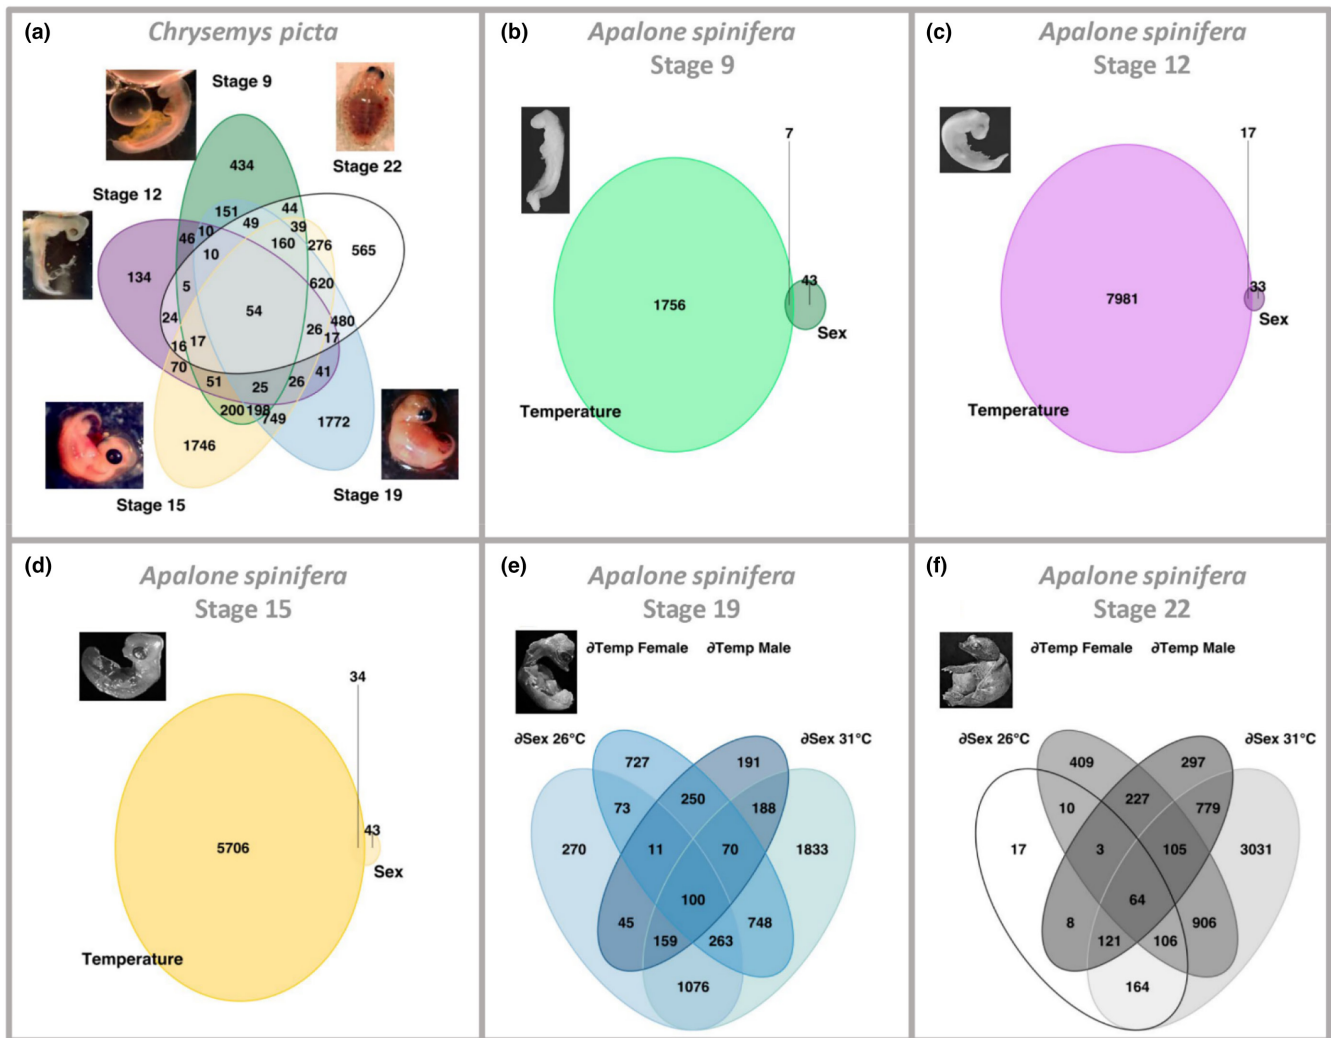 (a)
Chrysemys picta
Stage 9
Stage 22
434
Stage 12
151
44
565
46
10
49
39
160
276
10
134
5
620
54
24
480
26
17
16
17
70
41
51
25
26
200
198
749
1772
1746
Stage 15
Stage 19
(b)
Apalone spinifera
Stage 9
7
1756
43
Sex
Temperature
(c)
Apalone spinifera
Stage 12
17
7981
33
Sex
Temperature
(d)
Apalone spinifera
Stage 15
34
5706
43
Sex
Temperature
(e)
Apalone spinifera
Stage 19
∂Temp Female ∂Temp Male
∂Sex 26°C ∂Sex 31°C
727 191
73 250 188
270 11 70 1833
100
45 748
159 263
1076
(f)
Apalone spinifera
Stage 22
∂Temp Female ∂Temp Male
∂Sex 26°C ∂Sex 31°C
409 297
10 227 779
17 3 105 3031
64
8 906
121 106
164